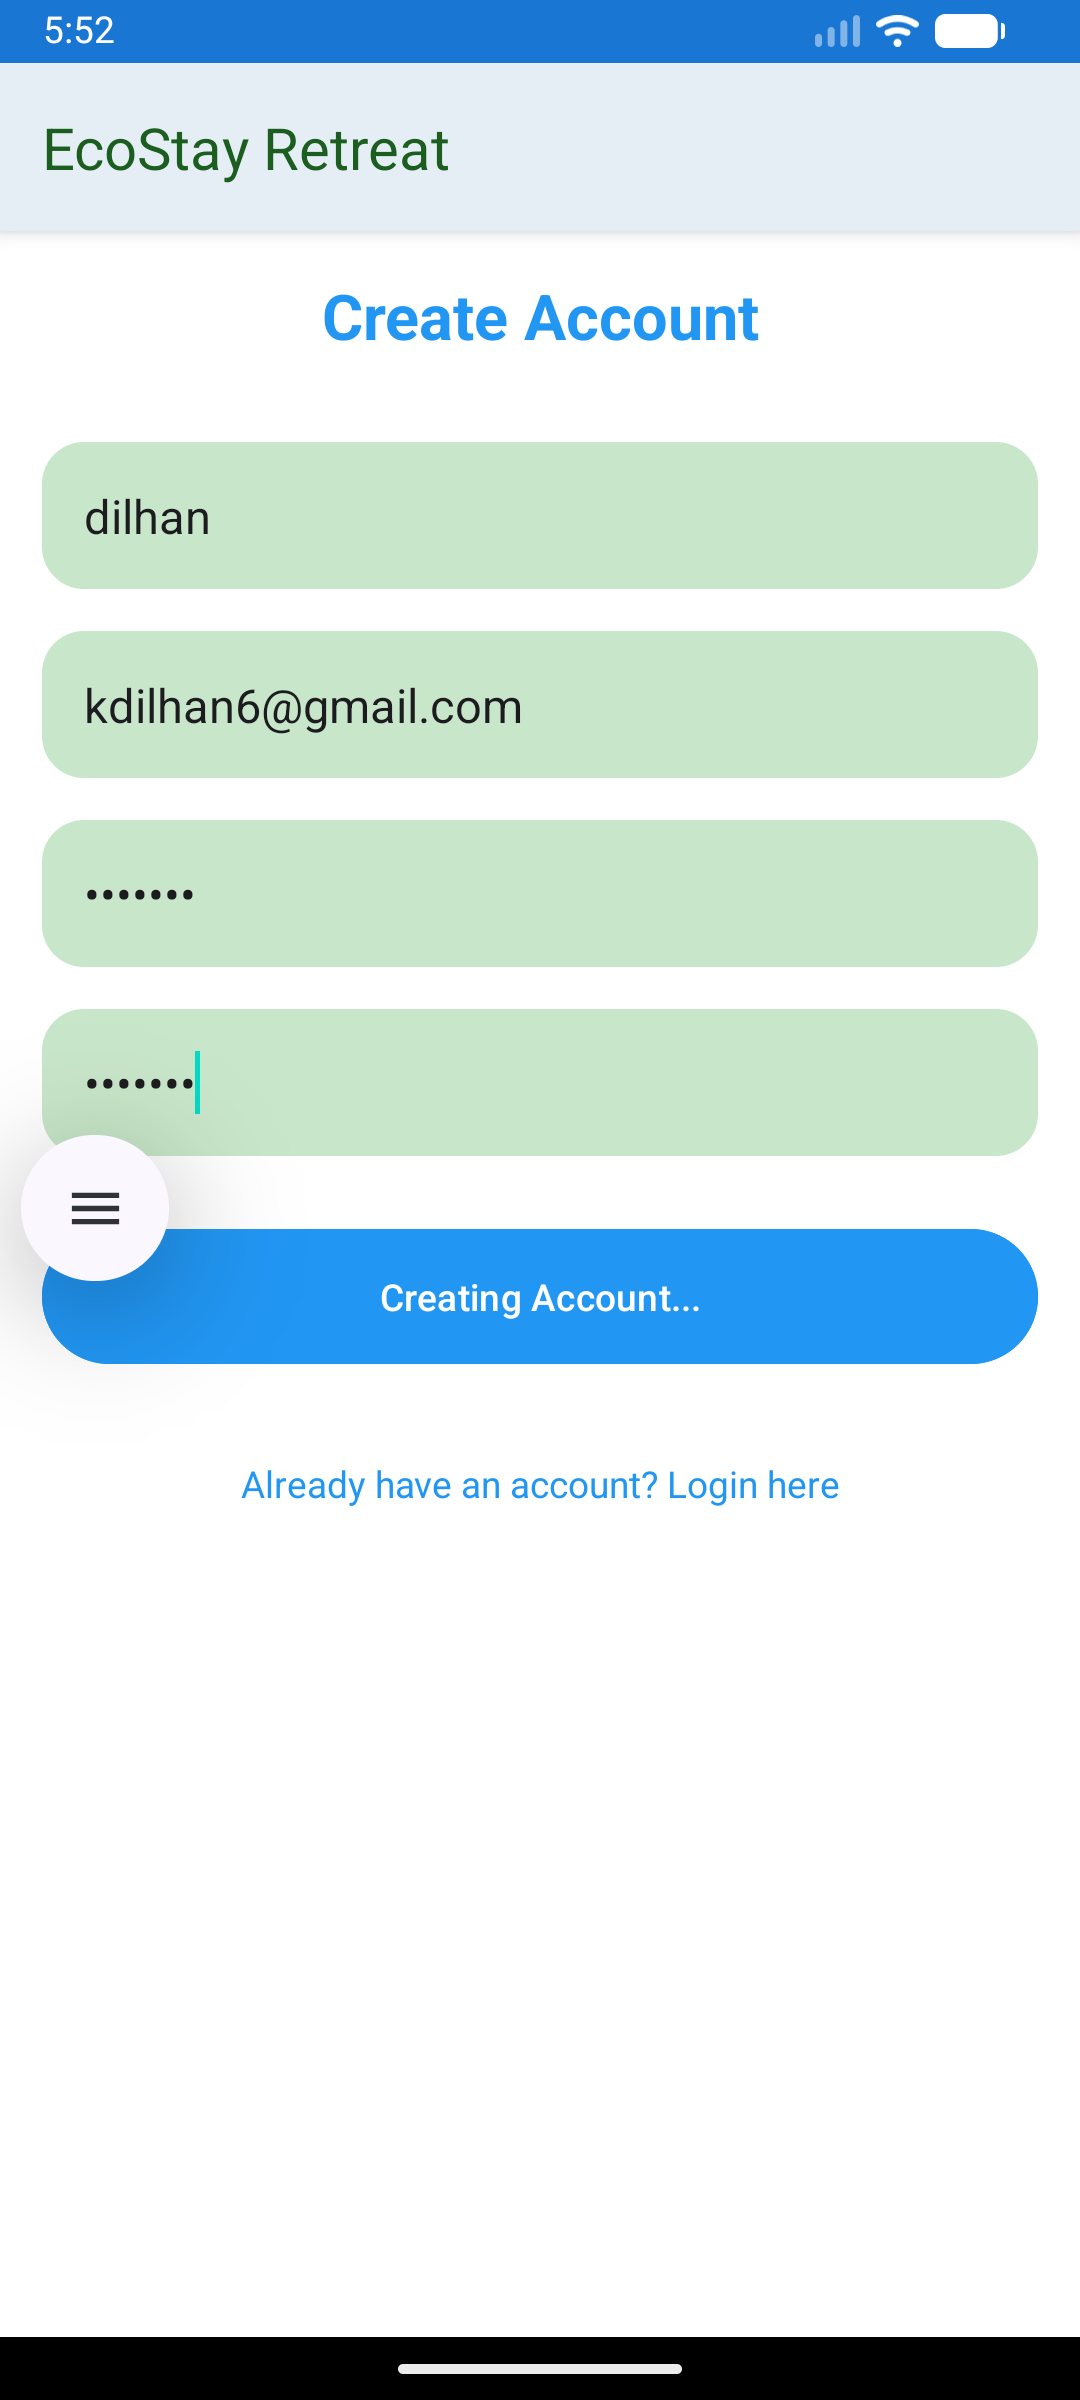 5:52
EcoStay Retreat
Create Account
dilhan
kdilhan6@gmail.com
•••••••
•••••••
Creating Account...
Already have an account? Login here